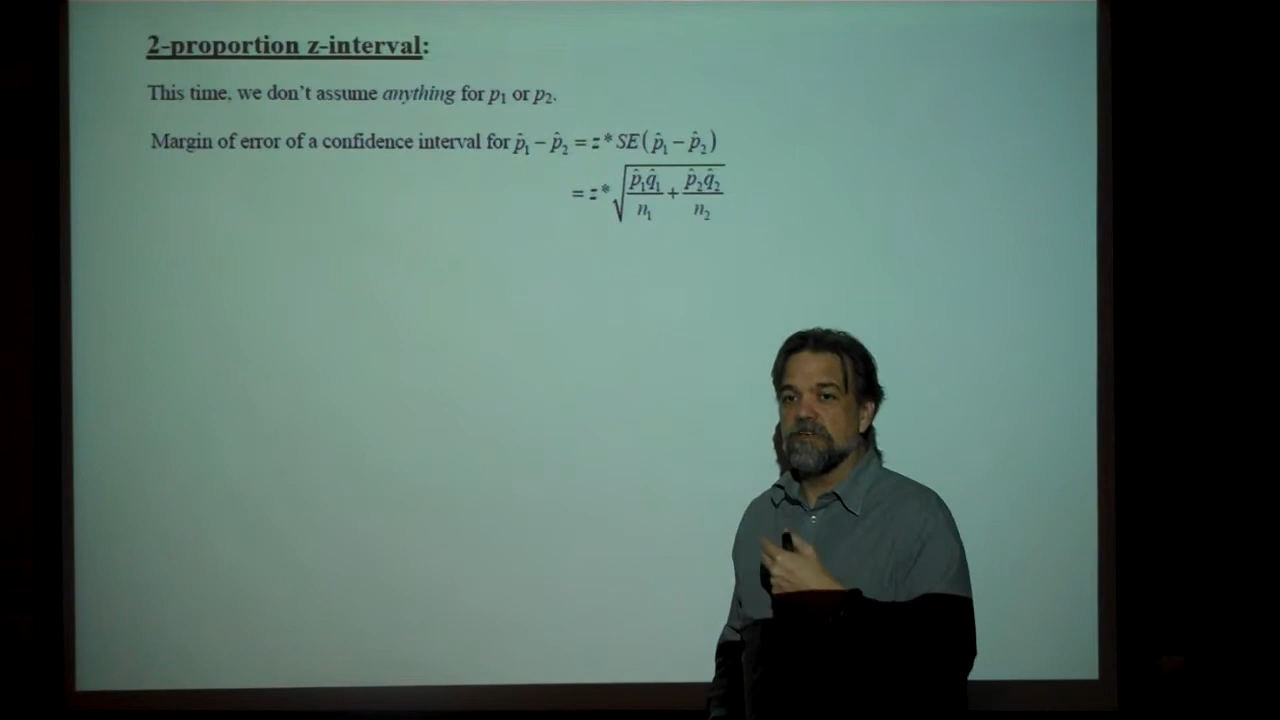 2-proportion z-interval:
This time, we don't assume anything for p₁ or p₂.
Margin of error of a confidence interval for p̂₁ − p̂₂ = z* SE(p̂₁ − p̂₂)
= z* √(p̂₁q̂₁/n₁ + p̂₂q̂₂/n₂)